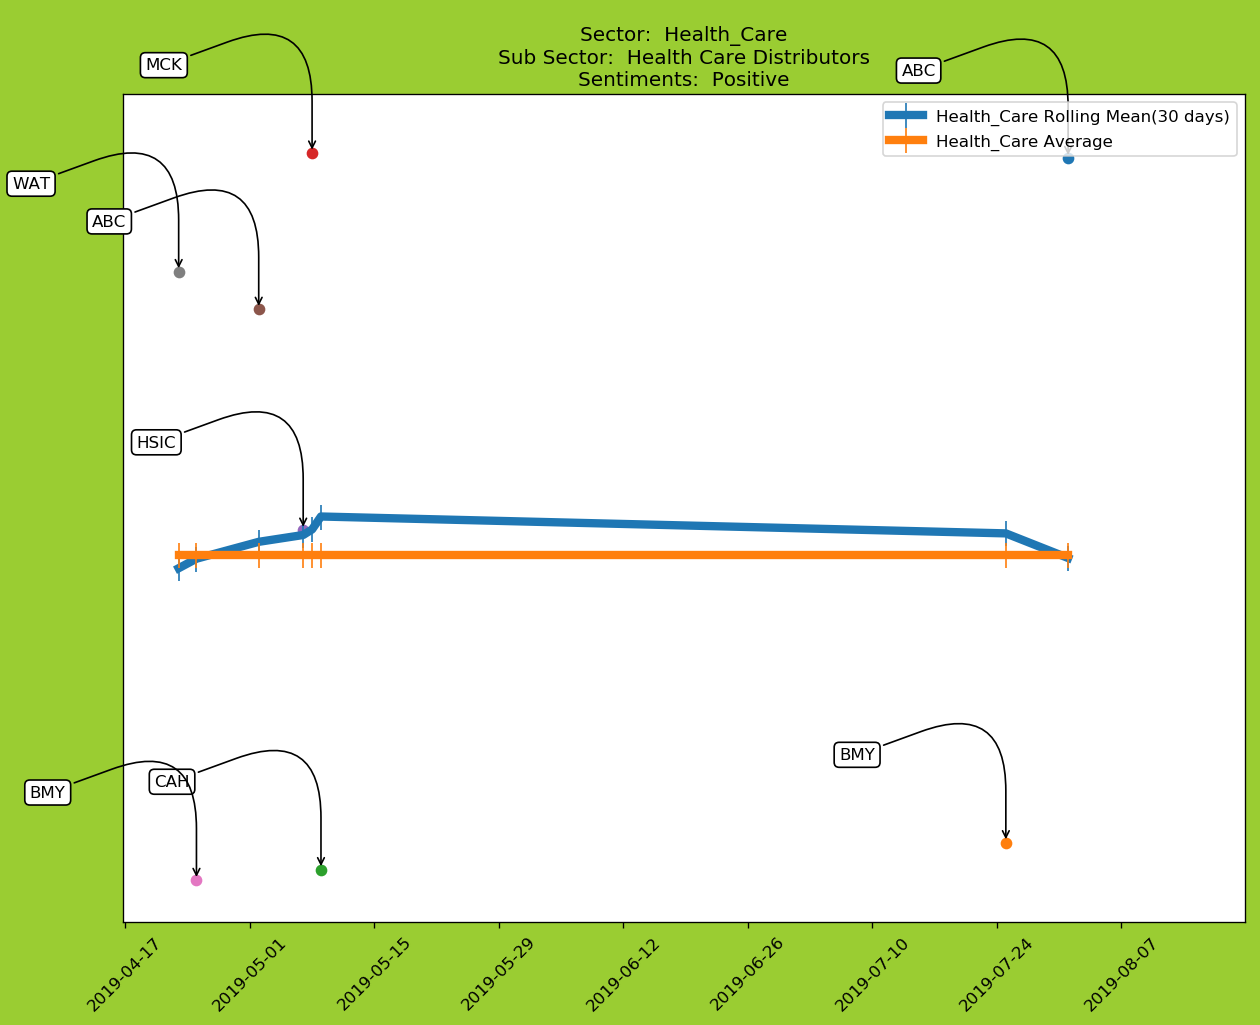 Sector:  Health_Care
Sub Sector:  Health Care Distributors
Sentiments:  Positive
MCK
ABC
Health_Care Rolling Mean(30 days)
Health_Care Average
WAT
ABC
HSIC
BMY
CAH
BMY
2019-04-17
2019-05-01
2019-05-15
2019-05-29
2019-06-12
2019-06-26
2019-07-10
2019-07-24
2019-08-07